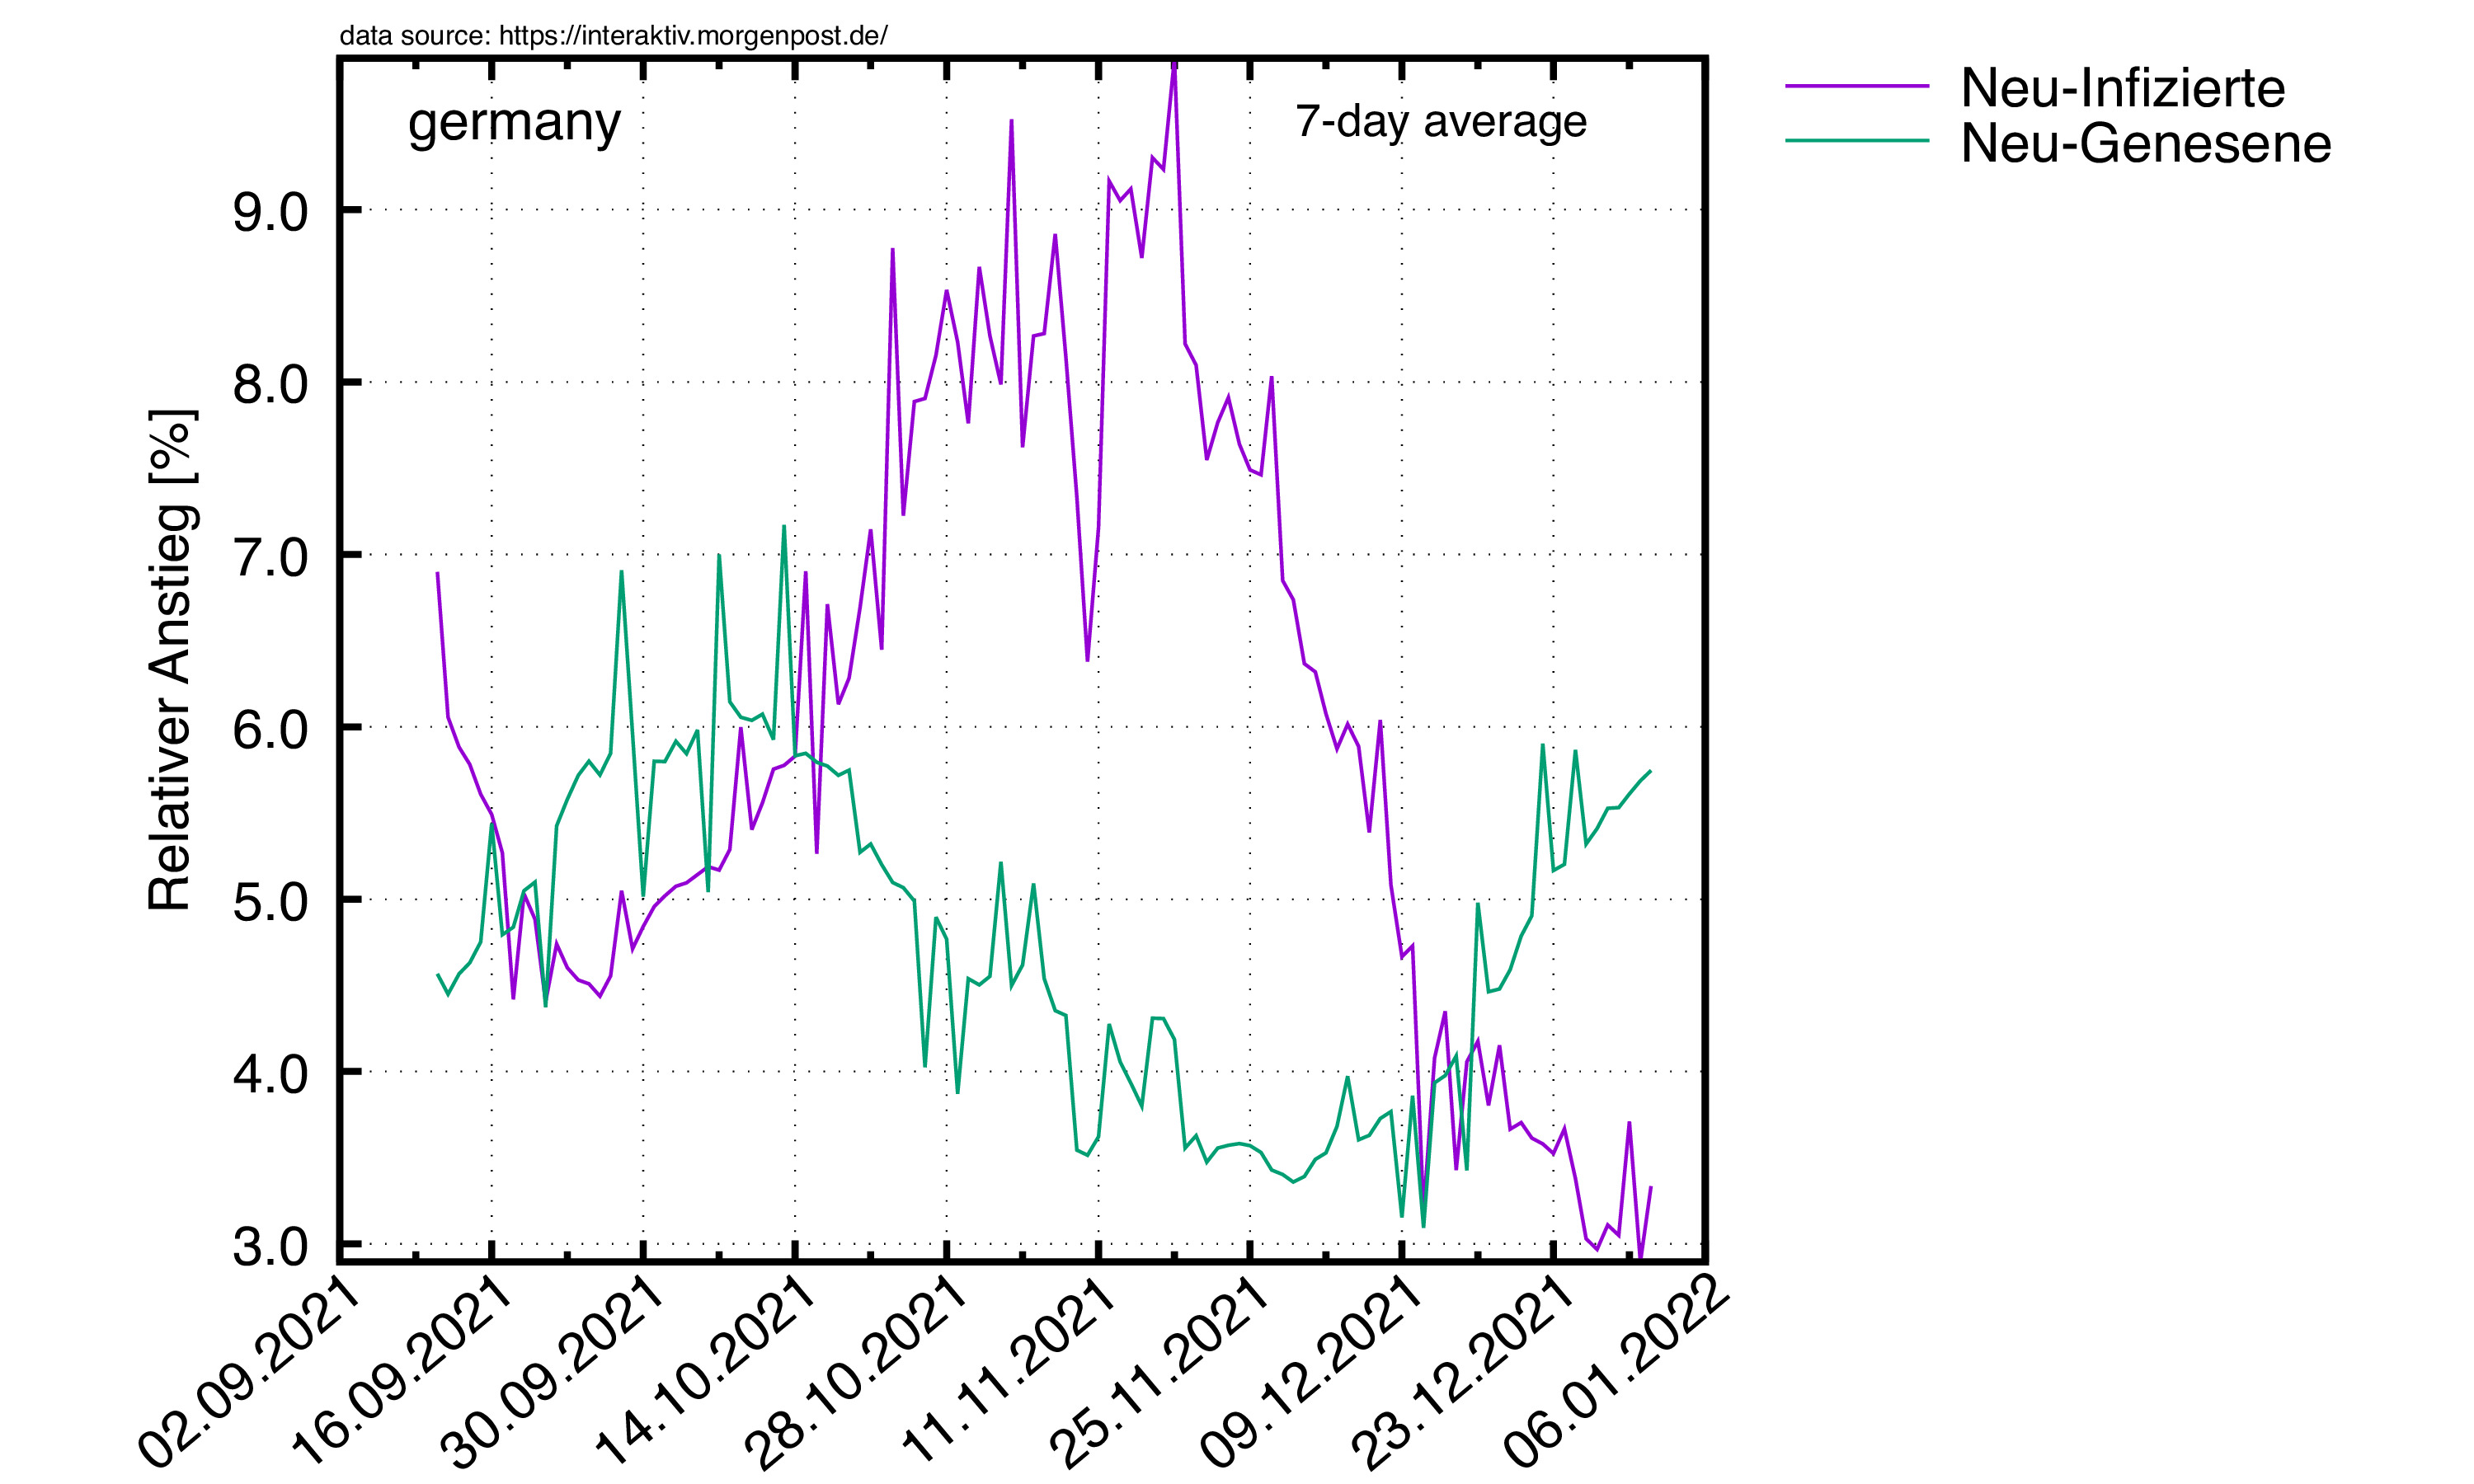 data source: https://interaktiv.morgenpost.de/
germany
7-day average
Neu-Infizierte
Neu-Genesene
Relativer Anstieg [%]
9.0
8.0
7.0
6.0
5.0
4.0
3.0
02.09.2021
16.09.2021
30.09.2021
14.10.2021
28.10.2021
11.11.2021
25.11.2021
09.12.2021
23.12.2021
06.01.2022